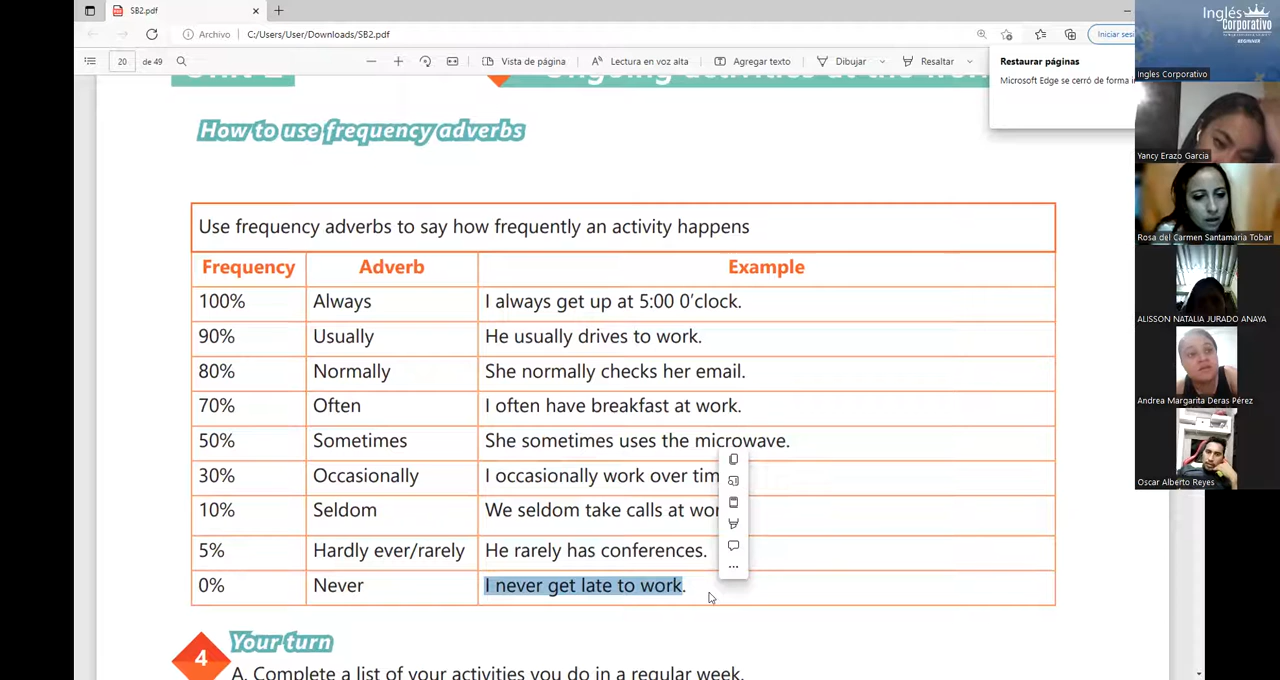 SB2.pdf
Archivo C:/Users/User/Downloads/SB2.pdf
Iniciar sesi
20 de 49
Vista de página
Lectura en voz alta
Agregar texto
Dibujar
Resaltar
Restaurar páginas
Microsoft Edge se cerró de forma i
How to use frequency adverbs
Use frequency adverbs to say how frequently an activity happens
Frequency Adverb Example
100% Always I always get up at 5:00 0’clock.
90% Usually He usually drives to work.
80% Normally She normally checks her email.
70% Often I often have breakfast at work.
50% Sometimes She sometimes uses the microwave.
30% Occasionally I occasionally work over tim
10% Seldom We seldom take calls at wor
5% Hardly ever/rarely He rarely has conferences.
0% Never I never get late to work.
4 Your turn
A. Complete a list of your activities you do in a regular week.
Inglés
Corporativo
BEGINNER
Ingles Corporativo
Yancy Erazo Garcia
Rosa del Carmen Santamaria Tobar
ALISSON NATALIA JURADO ANAYA
Andrea Margarita Deras Pérez
Oscar Alberto Reyes